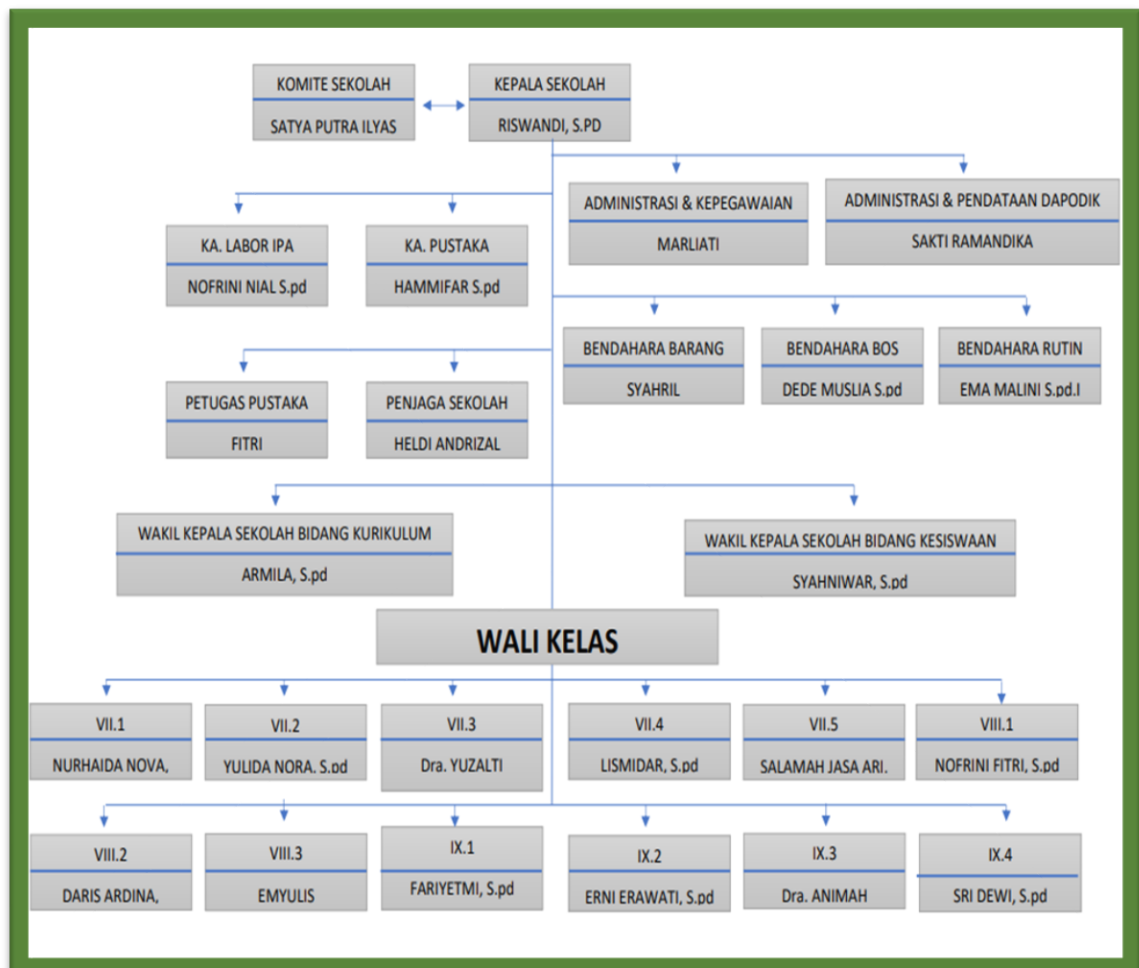 KOMITE SEKOLAH
SATYA PUTRA ILYAS
KEPALA SEKOLAH
RISWANDI, S.PD
ADMINISTRASI & KEPEGAWAIAN
MARLIATI
ADMINISTRASI & PENDATAAN DAPODIK
SAKTI RAMANDIKA
KA. LABOR IPA
NOFRINI NIAL S.pd
KA. PUSTAKA
HAMMIFAR S.pd
BENDAHARA BARANG
SYAHRIL
BENDAHARA BOS
DEDE MUSLIA S.pd
BENDAHARA RUTIN
EMA MALINI S.pd.I
PETUGAS PUSTAKA
FITRI
PENJAGA SEKOLAH
HELDI ANDRIZAL
WAKIL KEPALA SEKOLAH BIDANG KURIKULUM
ARMILA, S.pd
WAKIL KEPALA SEKOLAH BIDANG KESISWAAN
SYAHNIWAR, S.pd
WALI KELAS
VII.1
NURHAIDA NOVA,
VII.2
YULIDA NORA. S.pd
VII.3
Dra. YUZALTI
VII.4
LISMIDAR, S.pd
VII.5
SALAMAH JASA ARI.
VIII.1
NOFRINI FITRI, S.pd
VIII.2
DARIS ARDINA,
VIII.3
EMYULIS
IX.1
FARIYETMI, S.pd
IX.2
ERNI ERAWATI, S.pd
IX.3
Dra. ANIMAH
IX.4
SRI DEWI, S.pd